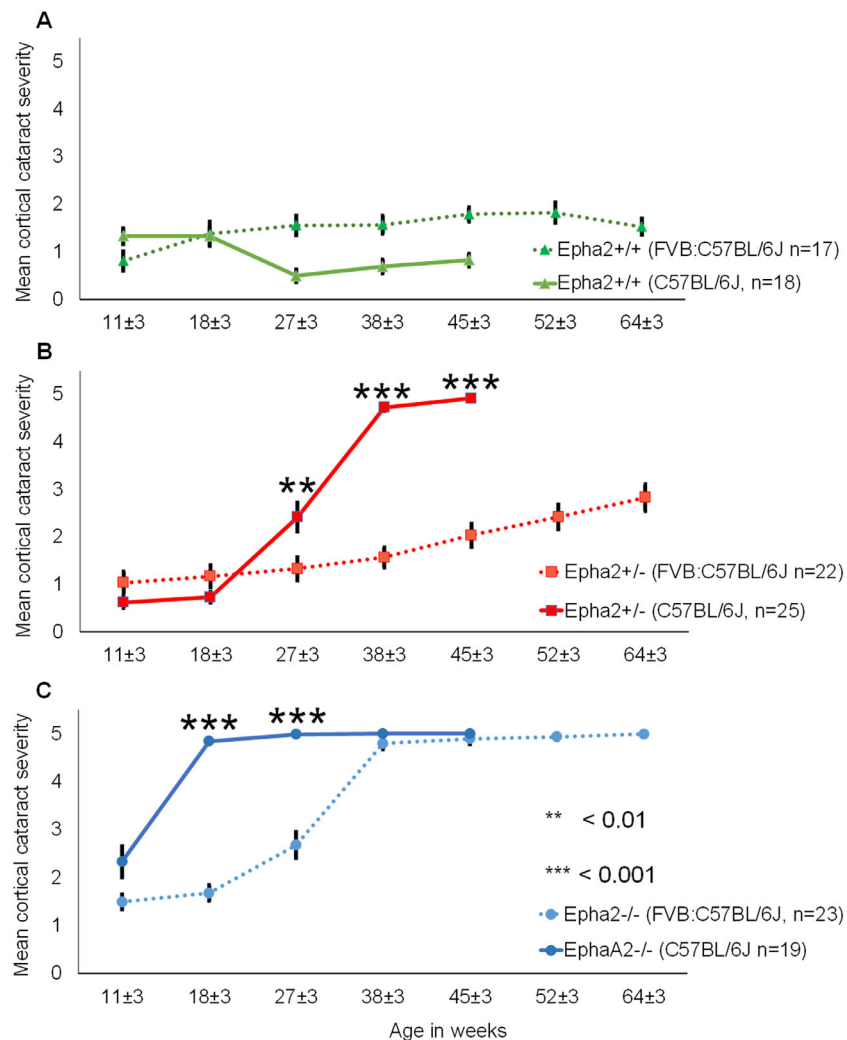 A
Mean cortical cataract severity
5
4
3
2
1
0
Epha2+/+ (FVB:C57BL/6J n=17)
Epha2+/+ (C57BL/6J, n=18)
11±3 18±3 27±3 38±3 45±3 52±3 64±3
B
Mean cortical cataract severity
5
4
3
2
1
0
** *** ***
Epha2+/- (FVB:C57BL/6J n=22)
Epha2+/- (C57BL/6J, n=25)
11±3 18±3 27±3 38±3 45±3 52±3 64±3
C
Mean cortical cataract severity
5
4
3
2
1
0
*** ***
** < 0.01
*** < 0.001
Epha2-/- (FVB:C57BL/6J, n=23)
EphaA2-/- (C57BL/6J n=19)
11±3 18±3 27±3 38±3 45±3 52±3 64±3
Age in weeks